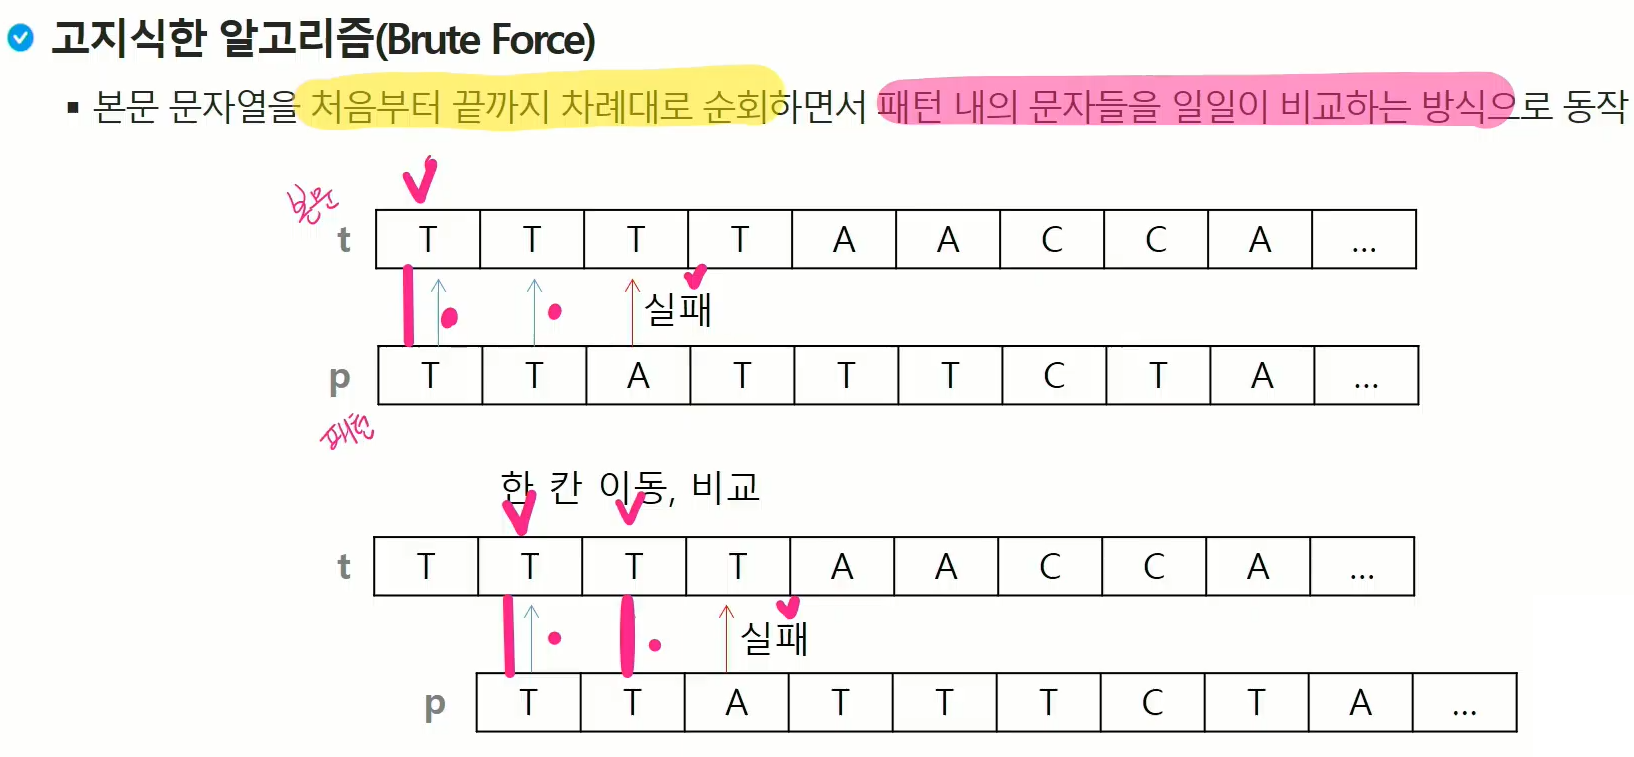 고지식한 알고리즘(Brute Force)
▪ 본문 문자열을 처음부터 끝까지 차례대로 순회하면서 패턴 내의 문자들을 일일이 비교하는 방식으로 동작
본문
t T T T T A A C C A ...
실패
p T T A T T T C T A ...
패턴
한 칸 이동, 비교
t T T T T A A C C A ...
실패
p T T A T T T C T A ...